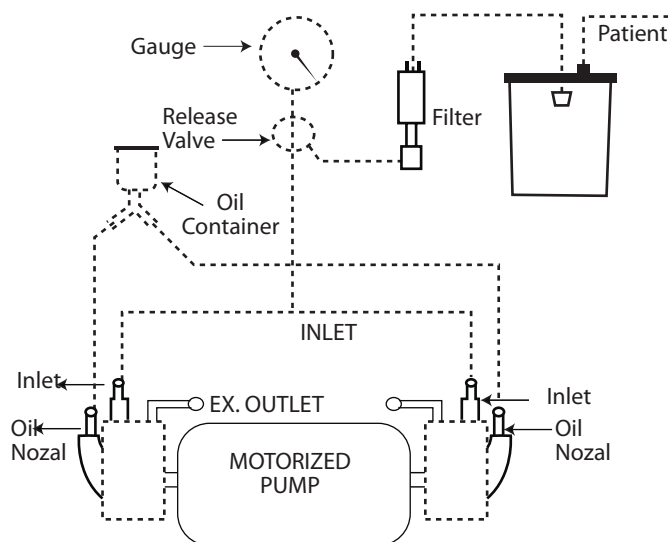 Patient
Gauge
Release
Valve
Filter
Oil
Container
INLET
Inlet
EX. OUTLET
Inlet
Oil
Nozal
Oil
Nozal
MOTORIZED
PUMP